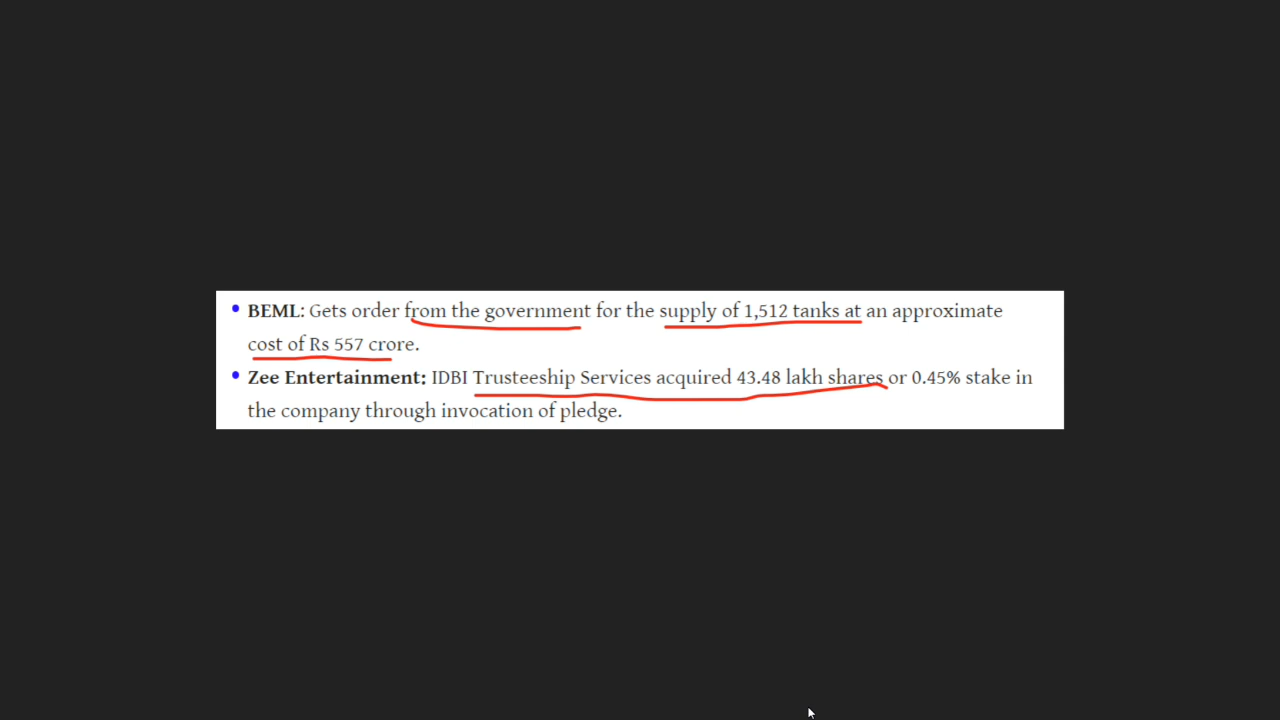 • BEML: Gets order from the government for the supply of 1,512 tanks at an approximate
cost of Rs 557 crore.
• Zee Entertainment: IDBI Trusteeship Services acquired 43.48 lakh shares or 0.45% stake in
the company through invocation of pledge.